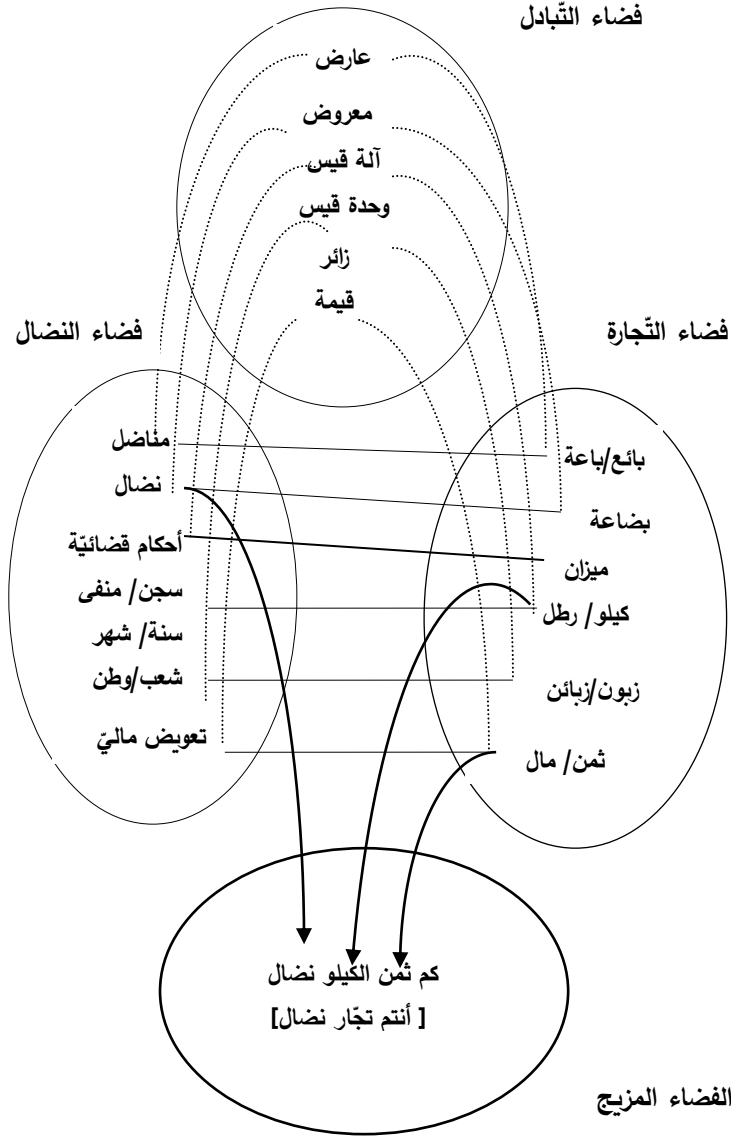 فضاء التّبادل
عارض
معروض
آلة قيس
وحدة قيس
زائر
قيمة
فضاء التّجارة
فضاء النضال
بائع/باعة
بضاعة
ميزان
كيلو/ رطل
زبون/زبائن
ثمن/ مال
مناضل
نضال
أحكام قضائيّة
سجن/ منفى
سنة/ شهر
شعب/وطن
تعويض ماليّ
كم ثمن الكيلو نضال
[ أنتم تجّار نضال]
الفضاء المزيج